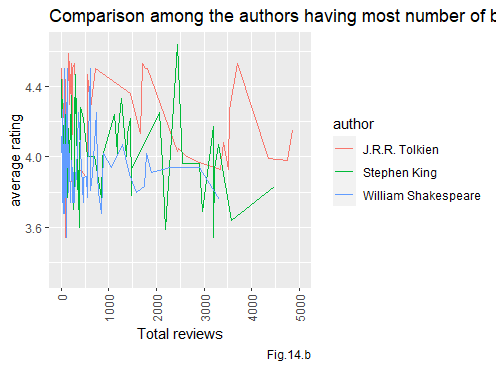 Comparison among the authors having most number of b
average rating
4.4
4.0
3.6
0
1000
2000
3000
4000
5000
Total reviews
author
J.R.R. Tolkien
Stephen King
William Shakespeare
Fig.14.b